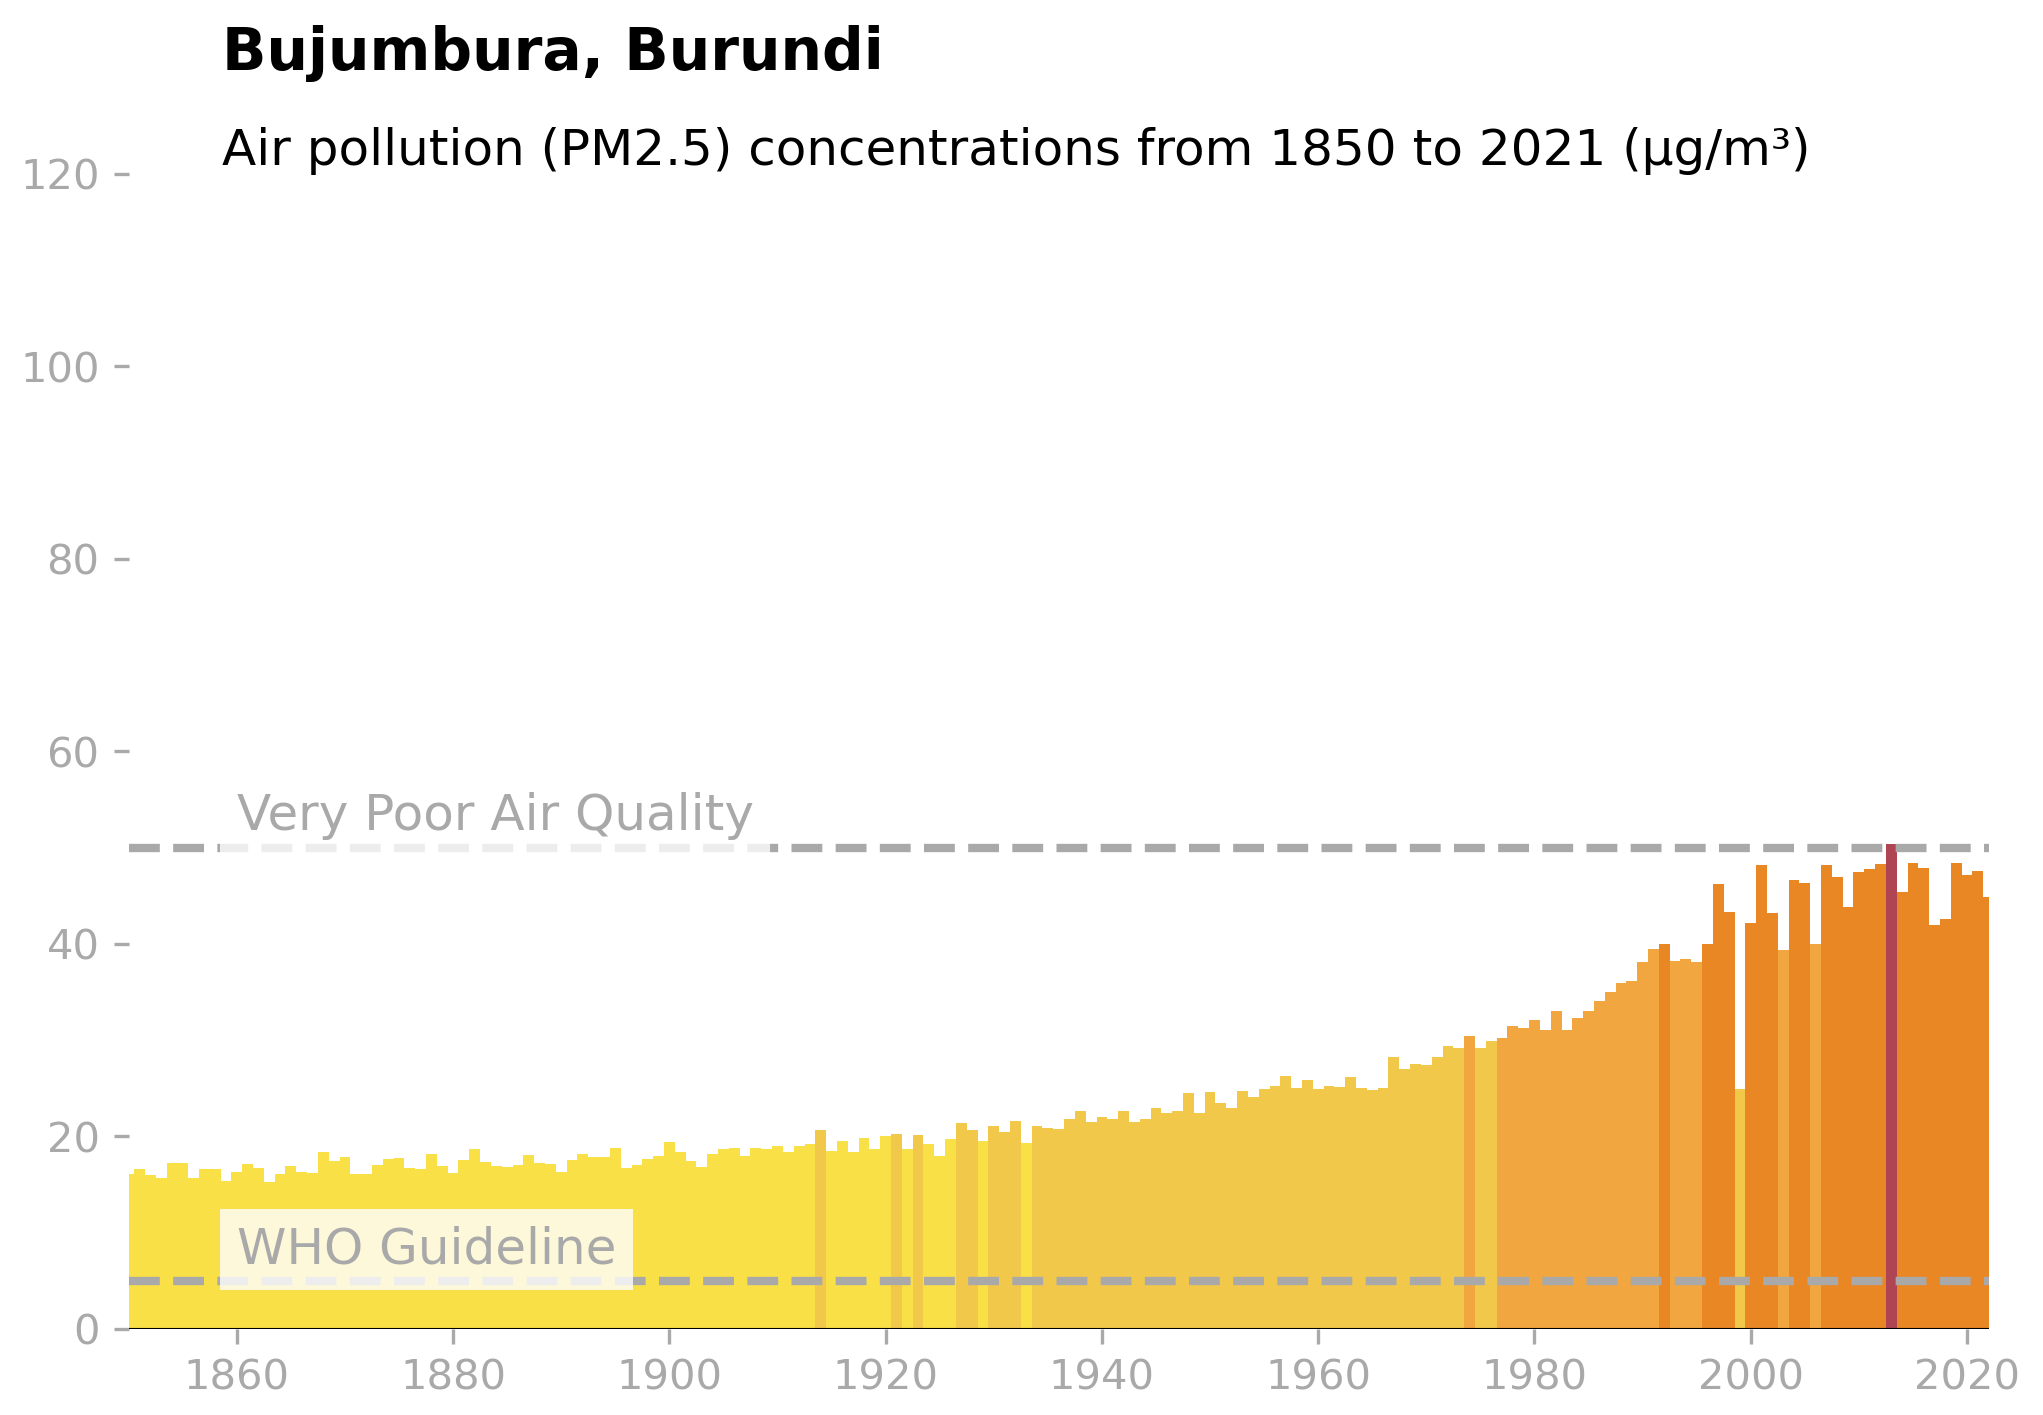 Bujumbura, Burundi
Air pollution (PM2.5) concentrations from 1850 to 2021 (μg/m³)
120
100
80
60
Very Poor Air Quality
40
20
WHO Guideline
0
1860 1880 1900 1920 1940 1960 1980 2000 2020